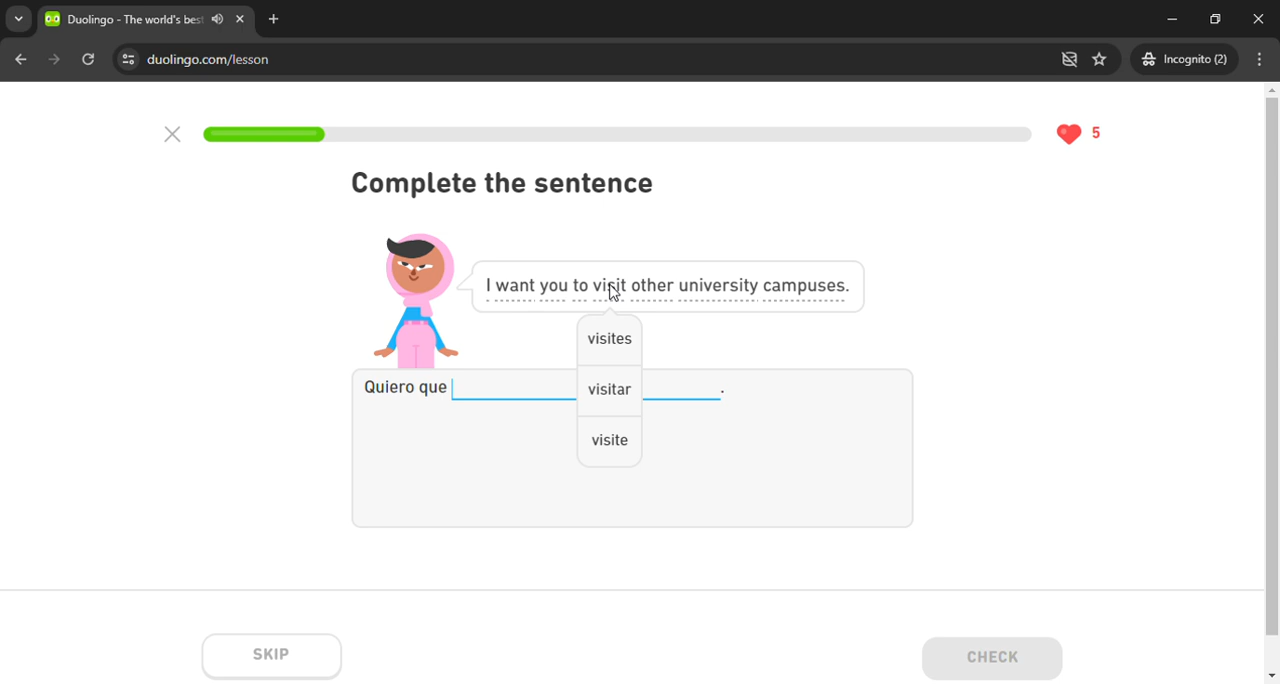 Duolingo - The world's best
duolingo.com/lesson
Incognito (2)
5
Complete the sentence
I want you to visit other university campuses.
visites
visitar
visite
Quiero que .
SKIP
CHECK